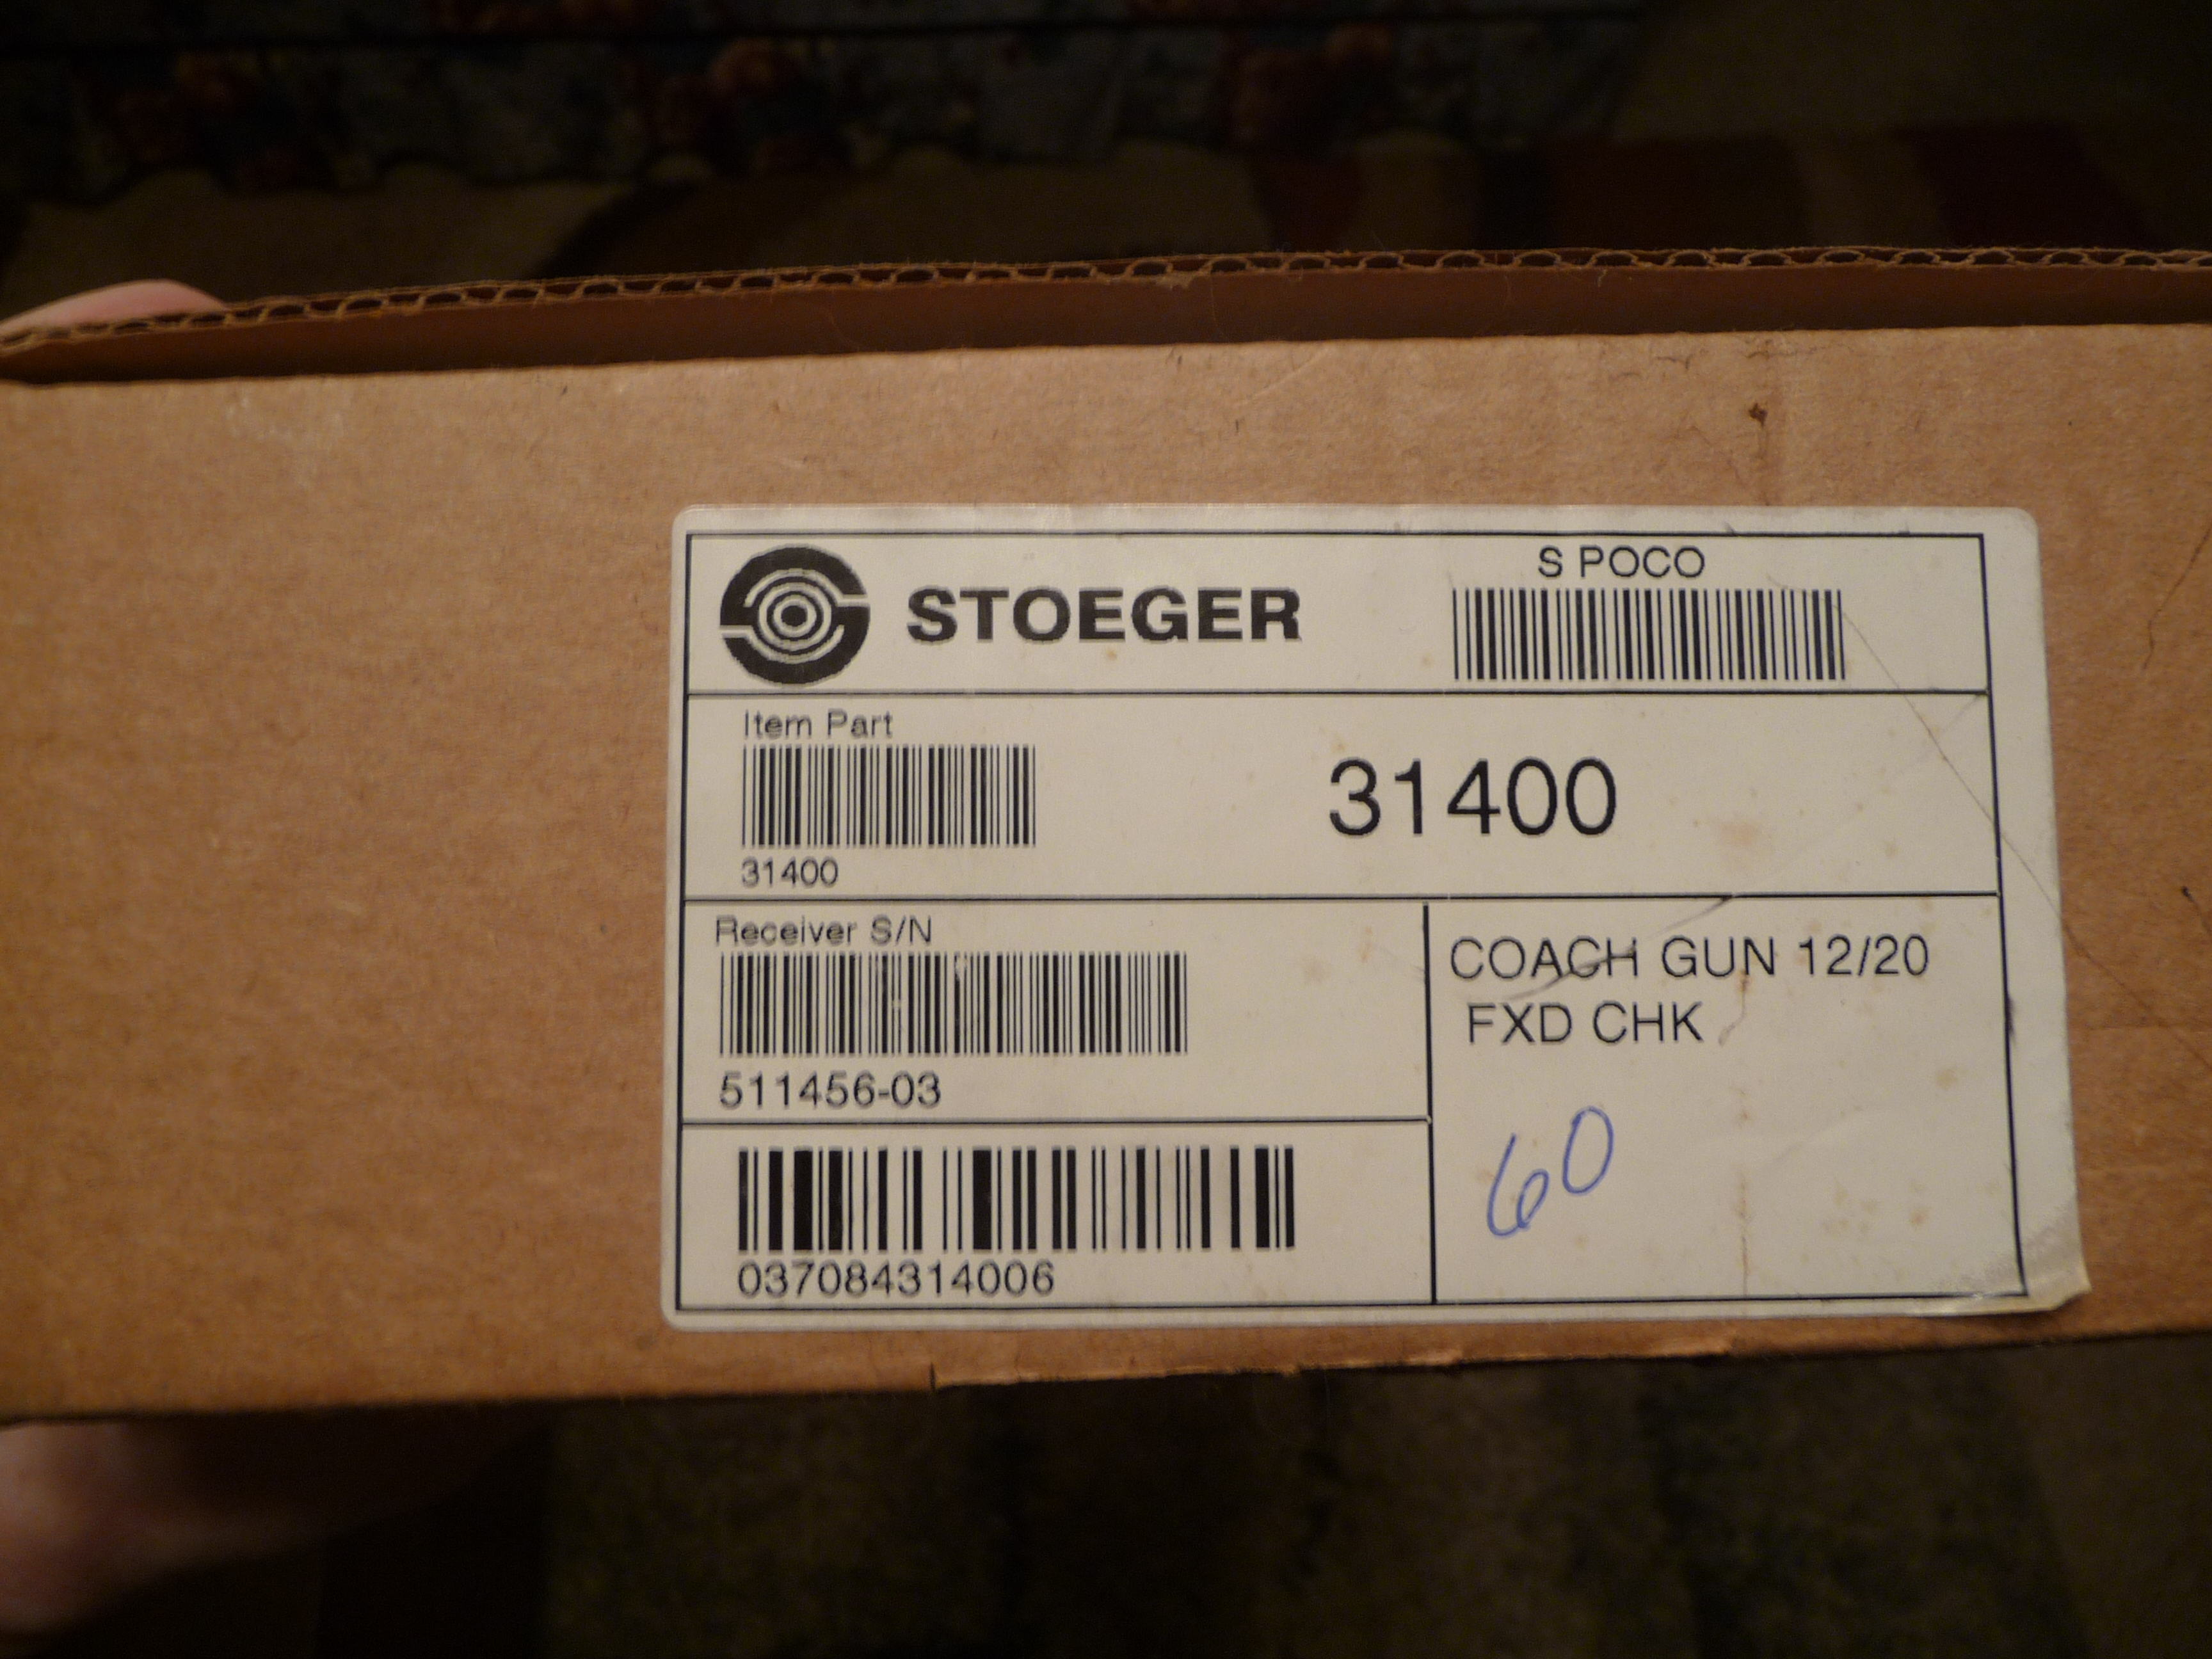 STOEGER
S POCO
Item Part
31400
31400
Receiver S/N
511456-03
COACH GUN 12/20
FXD CHK
60
037084314006